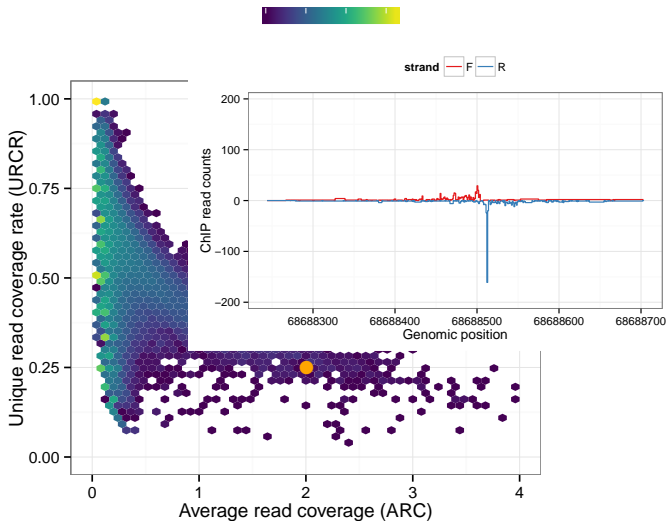 strand F R
200
100
0
−100
−200
ChIP read counts
68688300 68688400 68688500 68688600 68688700
Genomic position
1.00
0.75
0.50
0.25
0.00
Unique read coverage rate (URCR)
0 1 2 3 4
Average read coverage (ARC)